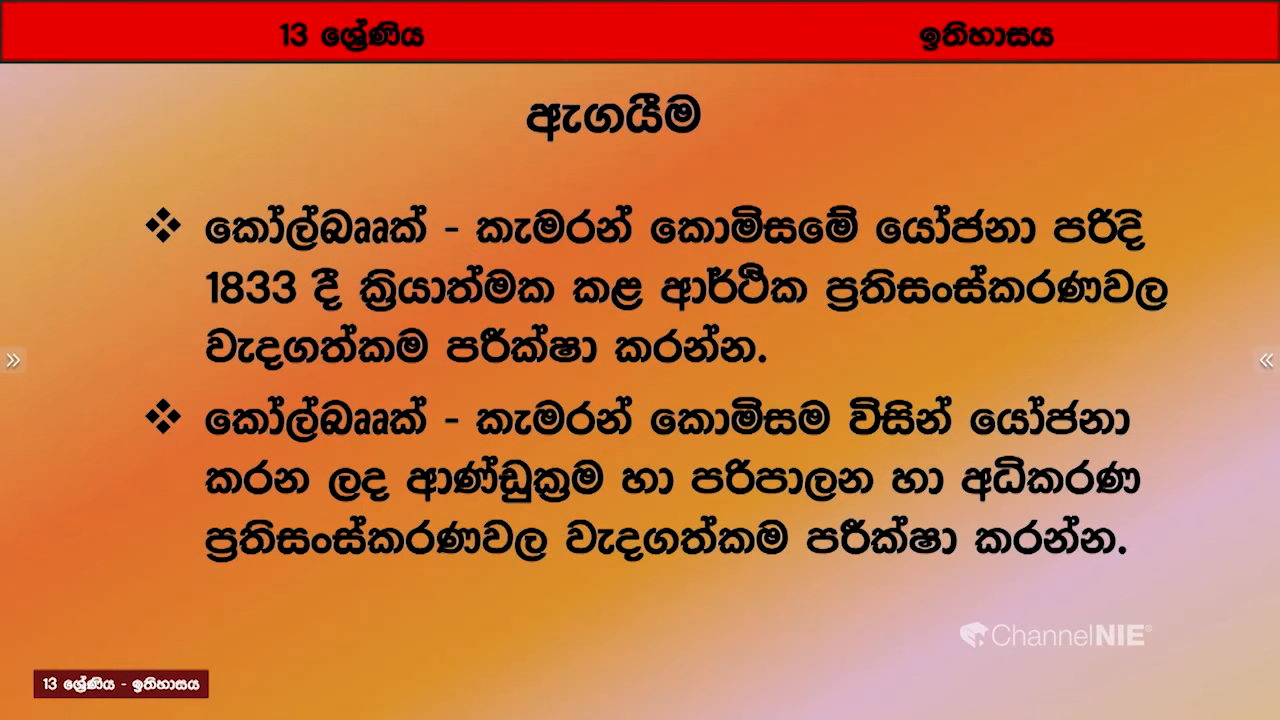 13 ශ්‍රේණිය ඉතිහාසය
ඇගයීම
❖ කෝල්බෲක් - කැමරන් කොමිසමේ යෝජනා පරිදි
1833 දී ක්‍රියාත්මක කළ ආර්ථික ප්‍රතිසංස්කරණවල
වැදගත්කම පරීක්ෂා කරන්න.
❖ කෝල්බෲක් - කැමරන් කොමිසම විසින් යෝජනා
කරන ලද ආණ්ඩුක්‍රම හා පරිපාලන හා අධිකරණ
ප්‍රතිසංස්කරණවල වැදගත්කම පරීක්ෂා කරන්න.
ChannelNIE®
13 ශ්‍රේණිය - ඉතිහාසය